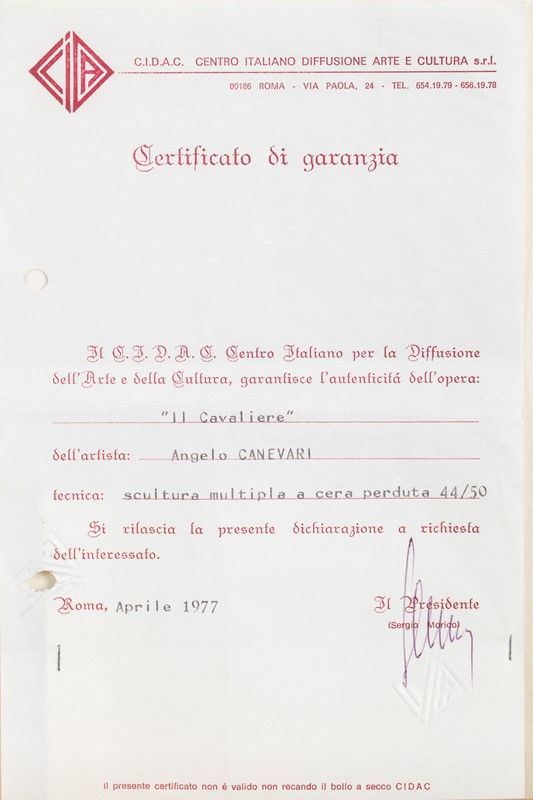 CIDA
C.I.D.A.C. CENTRO ITALIANO DIFFUSIONE ARTE E CULTURA s.r.l.
00186 ROMA - VIA PAOLA, 24 - TEL. 654.19.79 - 656.19.78
Certificato di garanzia
Il C.I.D.A.C. Centro Italiano per la Diffusione
dell'Arte e della Cultura, garantisce l'autenticitá dell'opera:
"Il Cavaliere"
dell'artista: Angelo CANEVARI
tecnica: scultura multipla a cera perduta 44/50
Si rilascia la presente dichiarazione a richiesta
dell'interessato.
Roma, Aprile 1977 Il Presidente
(Sergio Morico)
il presente certificato non é valido non recando il bollo a secco CIDAC